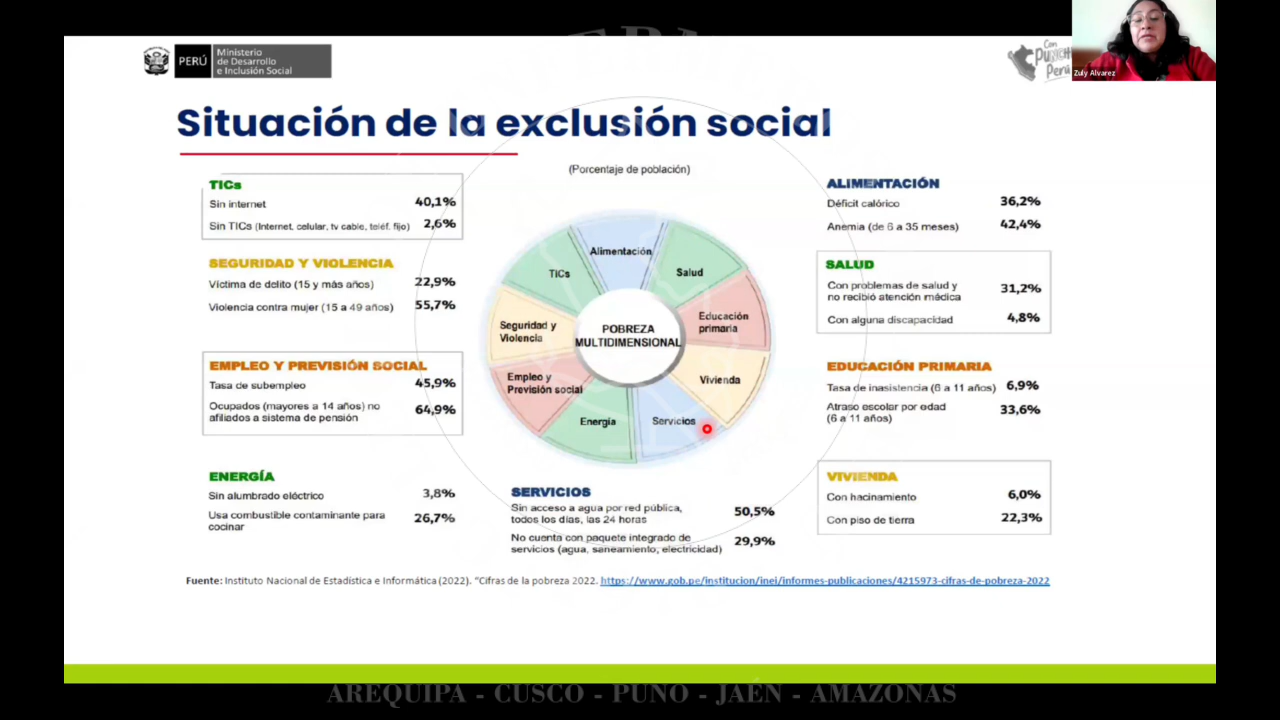 PERÚ
Ministerio
de Desarrollo
e Inclusión Social
Con
Perú
Zuly Alvarez
Situación de la exclusión social
(Porcentaje de población)
TICs
Sin internet 40,1%
Sin TICs (Internet, celular, tv cable, teléf. fijo) 2,6%
SEGURIDAD Y VIOLENCIA
Víctima de delito (15 y más años) 22,9%
Violencia contra mujer (15 a 49 años) 55,7%
EMPLEO Y PREVISIÓN SOCIAL
Tasa de subempleo 45,9%
Ocupados (mayores a 14 años) no
afiliados a sistema de pensión 64,9%
ENERGÍA
Sin alumbrado eléctrico 3,8%
Usa combustible contaminante para
cocinar 26,7%
Alimentación
Salud
Educación
primaria
Vivienda
Servicios
Energía
Empleo y
Previsión social
Seguridad y
Violencia
TICs
POBREZA
MULTIDIMENSIONAL
SERVICIOS
Sin acceso a agua por red pública,
todos los días, las 24 horas 50,5%
No cuenta con paquete integrado de
servicios (agua, saneamiento, electricidad) 29,9%
ALIMENTACIÓN
Déficit calórico 36,2%
Anemia (de 6 a 35 meses) 42,4%
SALUD
Con problemas de salud y
no recibió atención médica 31,2%
Con alguna discapacidad 4,8%
EDUCACIÓN PRIMARIA
Tasa de inasistencia (6 a 11 años) 6,9%
Atraso escolar por edad
(6 a 11 años) 33,6%
VIVIENDA
Con hacinamiento 6,0%
Con piso de tierra 22,3%
Fuente: Instituto Nacional de Estadística e Informática (2022). “Cifras de la pobreza 2022. https://www.gob.pe/institucion/inei/informes-publicaciones/4215973-cifras-de-pobreza-2022
AREQUIPA - CUSCO - PUNO - JAÉN - AMAZONAS